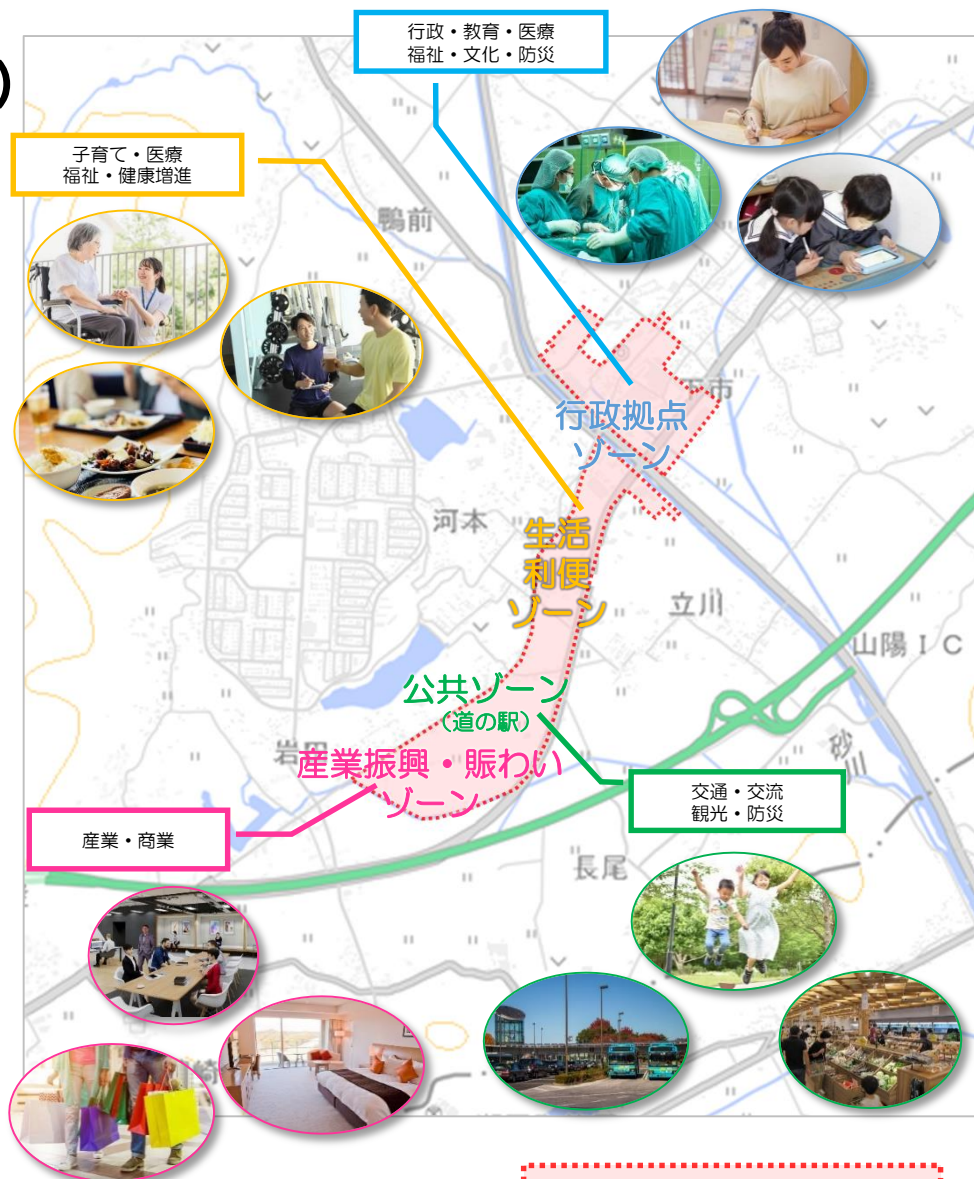 )
行政・教育・医療
福祉・文化・防災
子育て・医療
福祉・健康増進
鴨前
下市
行政拠点
ゾーン
河本
生活
利便
ゾーン
立川
山陽IC
公共ゾーン
(道の駅)
砂川
産業振興・賑わい
ゾーン
交通・交流
観光・防災
産業・商業
長尾